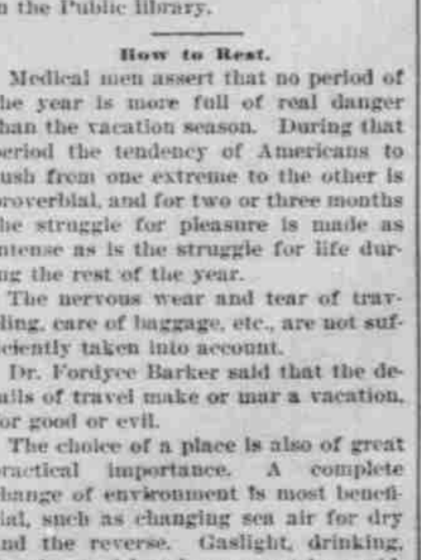 n the Public library.
How to Rest.
Medical men assert that no period of
he year is more full of real danger
han the vacation season. During that
eriod the tendency of Americans to
ush from one extreme to the other is
roverbial, and for two or three months
he struggle for pleasure is made as
ntense as is the struggle for life dur-
ng the rest of the year.
The nervous wear and tear of trav-
ling, care of baggage, etc., are not suf-
ciently taken into account.
Dr. Fordyce Barker said that the de-
ails of travel make or mar a vacation,
or good or evil.
The choice of a place is also of great
ractical importance. A complete
hange of environment is most benefi-
ial, such as changing sea air for dry
nd the reverse. Gaslight, drinking,